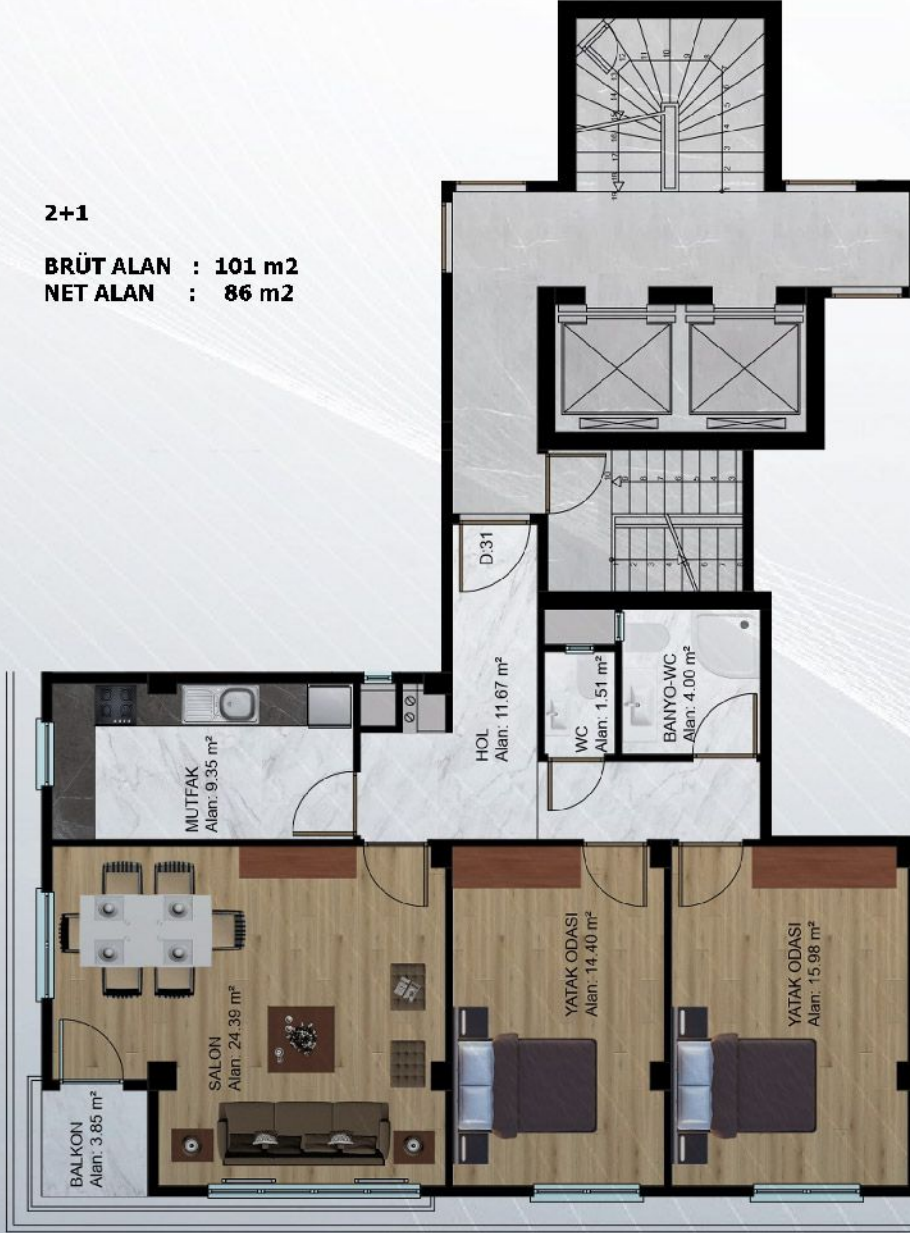 2+1
BRÜT ALAN : 101 m2
NET ALAN : 86 m2
D:31
HOL
Alan: 11.67 m²
WC
Alan: 1.51 m²
BANYO-WC
Alan: 4.00 m²
MUTFAK
Alan: 9.35 m²
SALON
Alan: 24.39 m²
YATAK ODASI
Alan: 14.40 m²
YATAK ODASI
Alan: 15.98 m²
BALKON
Alan: 3.85 m²